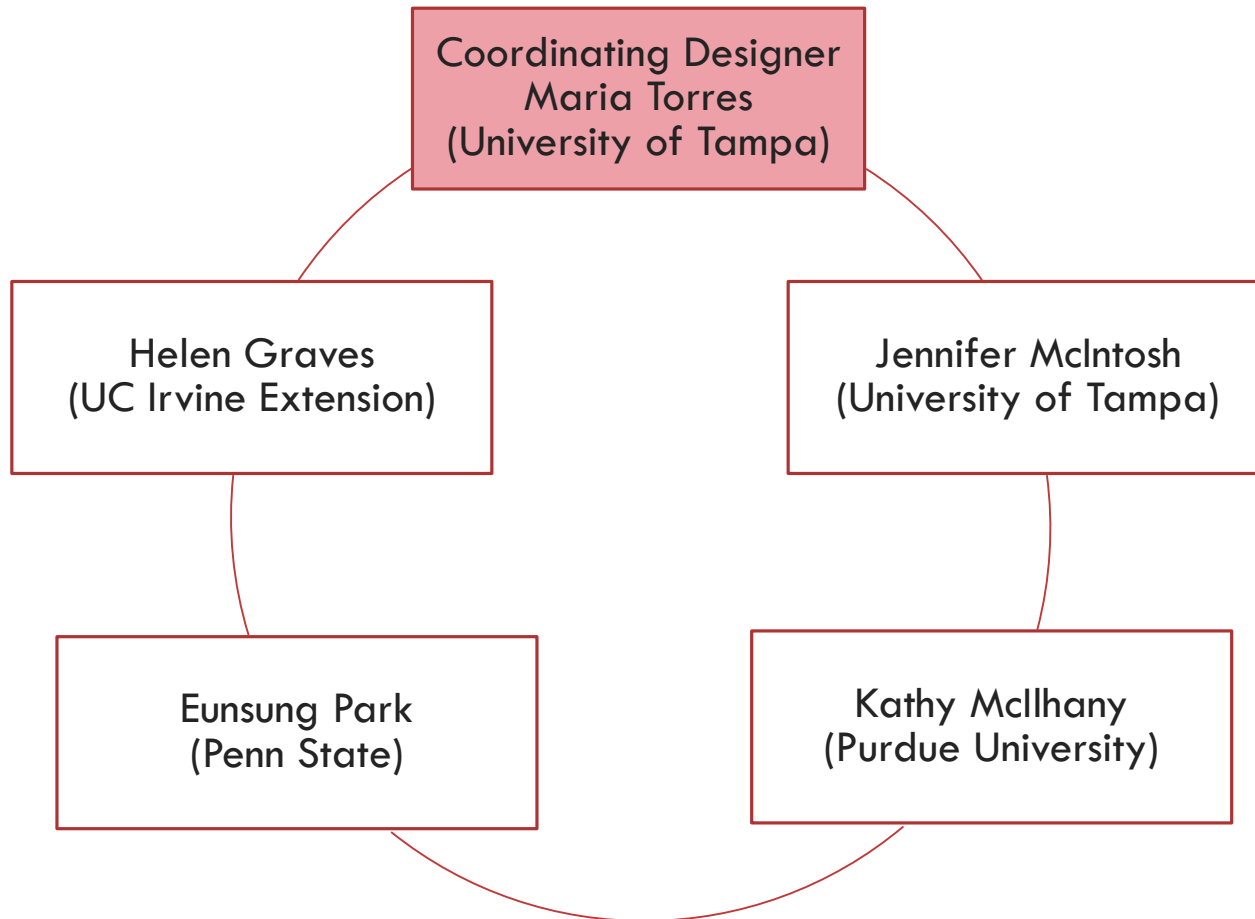 Coordinating Designer
Maria Torres
(University of Tampa)
Helen Graves
(UC Irvine Extension)
Jennifer McIntosh
(University of Tampa)
Eunsung Park
(Penn State)
Kathy McIlhany
(Purdue University)